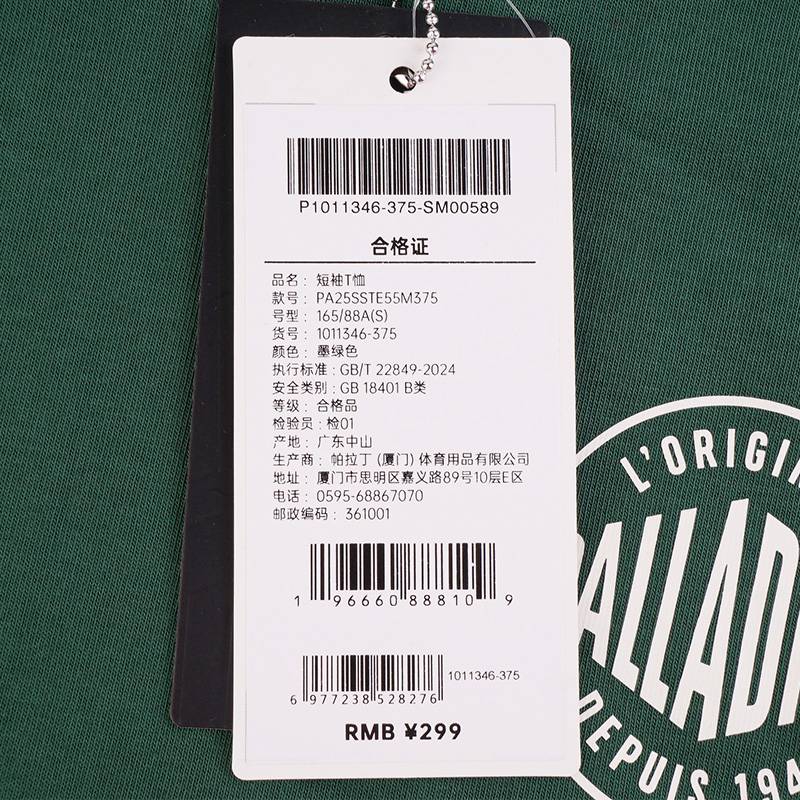 P1011346-375-SM00589
合格证
品名：短袖T恤
款号：PA25SSTE55M375
号型：165/88A(S)
货号：1011346-375
颜色：墨绿色
执行标准：GB/T 22849-2024
安全类别：GB 18401 B类
等级：合格品
检验员：检01
产地：广东中山
生产商：帕拉丁（厦门）体育用品有限公司
地址：厦门市思明区嘉义路89号10层E区
电话：0595-68867070
邮政编码：361001
1 96660 88810 9
1011346-375
6 977238 528276
RMB ¥299
L'ORIGIN
PALLADI
DEPUIS 194